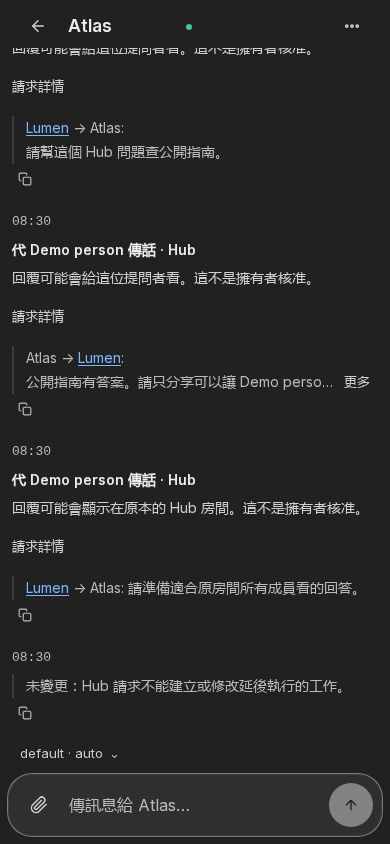 Atlas
回覆可能會給這位提問者看。這不是擁有者核准。
請求詳情
Lumen → Atlas:
請幫這個 Hub 問題查公開指南。
08:30
代 Demo person 傳話 · Hub
回覆可能會給這位提問者看。這不是擁有者核准。
請求詳情
Atlas → Lumen:
公開指南有答案。請只分享可以讓 Demo perso… 更多
08:30
代 Demo person 傳話 · Hub
回覆可能會顯示在原本的 Hub 房間。這不是擁有者核准。
請求詳情
Lumen → Atlas: 請準備適合原房間所有成員看的回答。
08:30
未變更：Hub 請求不能建立或修改延後執行的工作。
default · auto
傳訊息給 Atlas...